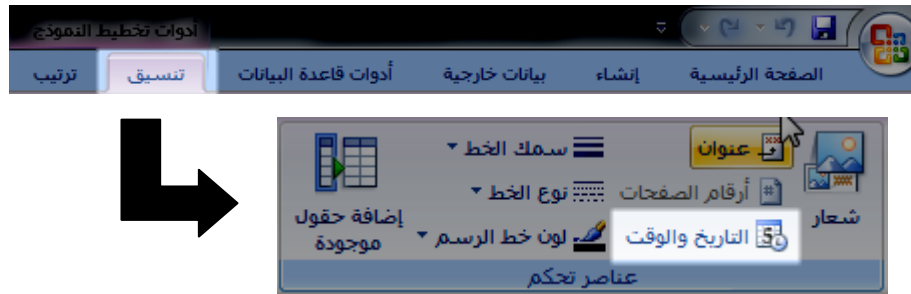 أدوات تخطيط النموذج
الصفحة الرئيسية إنشاء بيانات خارجية أدوات قاعدة البيانات تنسيق ترتيب
شعار
عنوان
أرقام الصفحات
التاريخ والوقت
سمك الخط
نوع الخط
لون خط الرسم
إضافة حقول
موجودة
عناصر تحكم